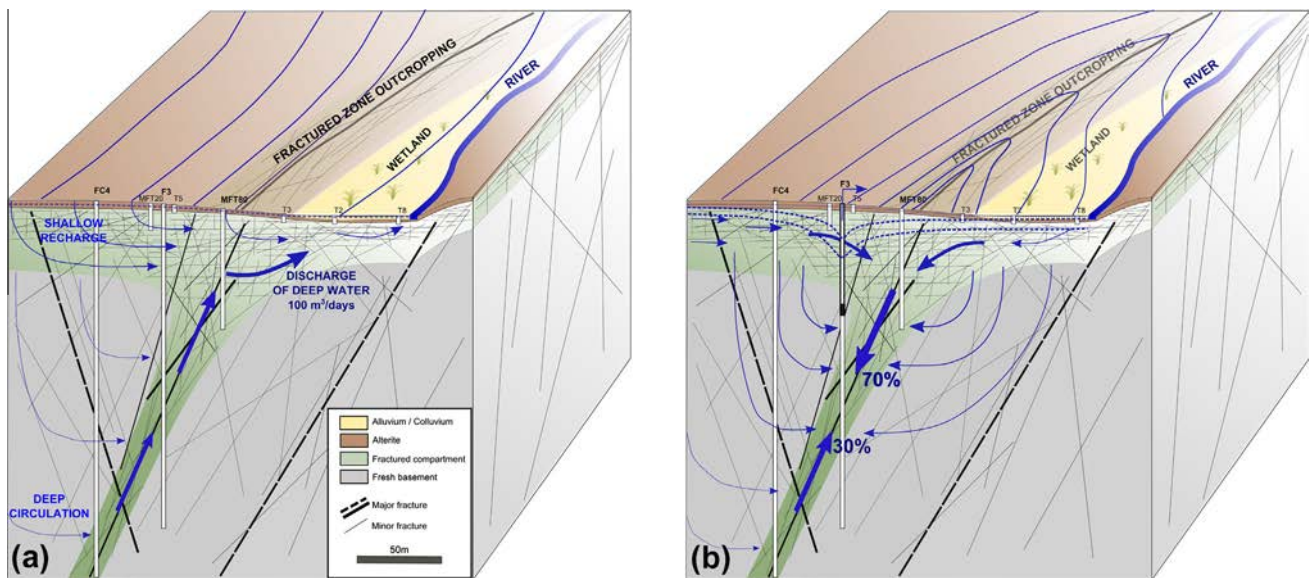 FRACTURED ZONE OUTCROPPING
RIVER
WETLAND
FC4
F3
MFT20
T5
MFT80
T3
T2
T8
SHALLOW
RECHARGE
DISCHARGE
OF DEEP WATER
100 m³/days
DEEP
CIRCULATION
Alluvium / Colluvium
Alterite
Fractured compartment
Fresh basement
Major fracture
Minor fracture
50m
(a)
FRACTURED ZONE OUTCROPPING
RIVER
WETLAND
FC4
F3
MFT20
T5
MFT80
T3
T8
70%
30%
(b)